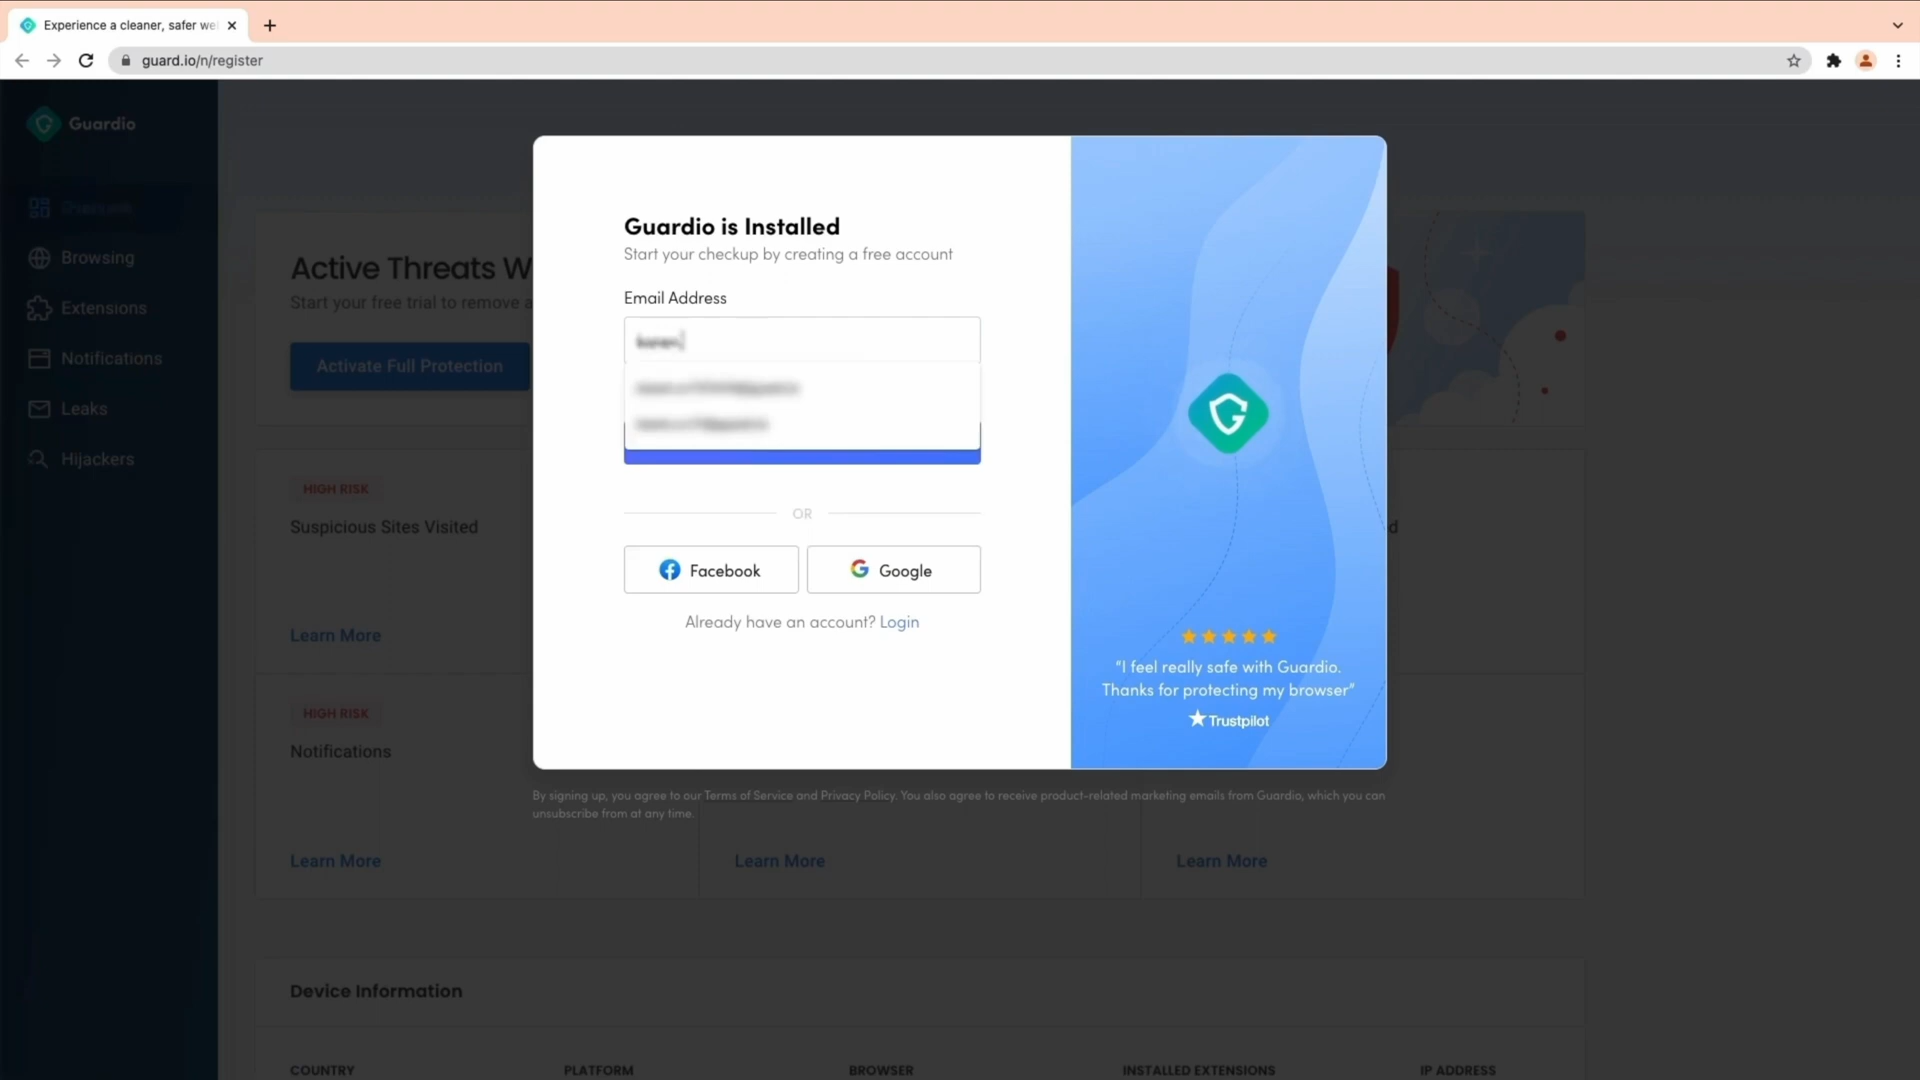 Experience a cleaner, safer we
guard.io/n/register
Guardio
Overview
Browsing
Extensions
Notifications
Leaks
Hijackers
Active Threats W
Start your free trial to remove a
Activate Full Protection
HIGH RISK
Suspicious Sites Visited
d
Learn More
HIGH RISK
Notifications
Learn More
Learn More
Learn More
Guardio is Installed
Start your checkup by creating a free account
Email Address
OR
Facebook
Google
Already have an account? Login
“I feel really safe with Guardio.
Thanks for protecting my browser”
Trustpilot
By signing up, you agree to our Terms of Service and Privacy Policy. You also agree to receive product-related marketing emails from Guardio, which you can
unsubscribe from at any time.
Device Information
COUNTRY PLATFORM BROWSER INSTALLED EXTENSIONS IP ADDRESS